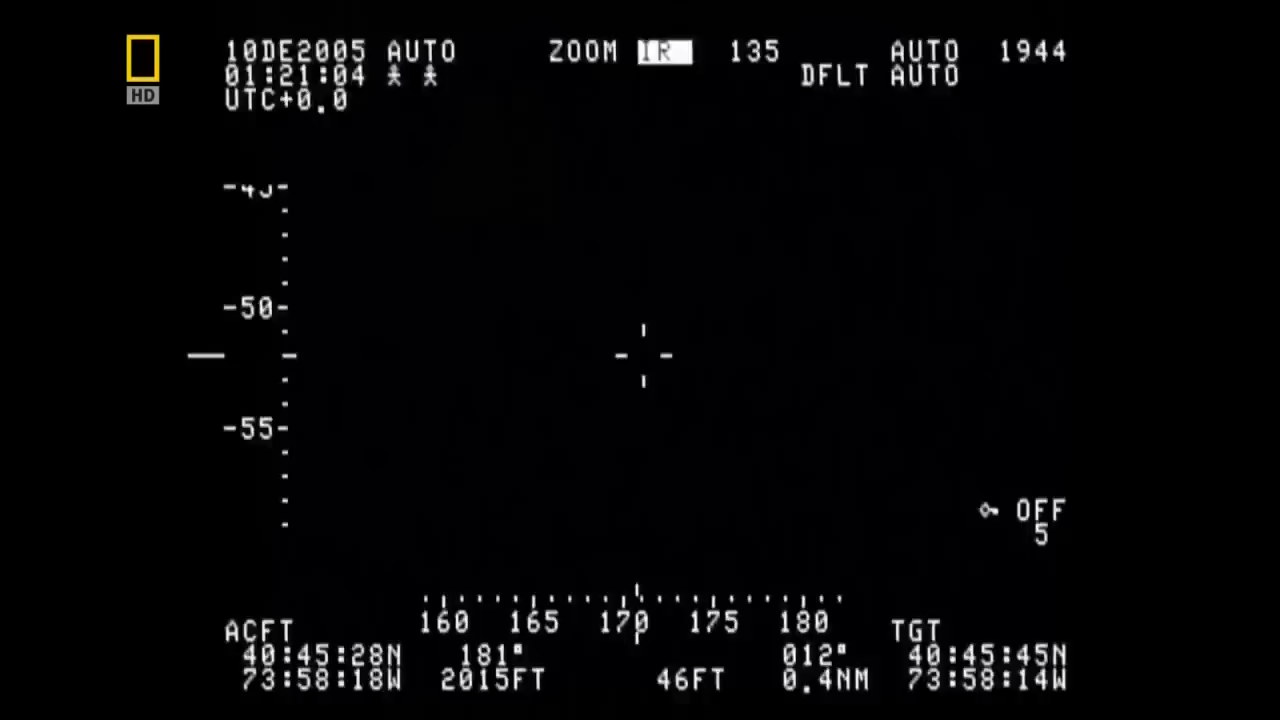 10DE2005 AUTO ZOOM IR 135 AUTO 1944
01:21:04 DFLT AUTO
UTC+0.0
HD
-50-
-55-
OFF
5
160 165 170 175 180
ACFT TGT
40:45:28N 181° 012° 40:45:45N
73:58:18W 2015FT 46FT 0.4NM 73:58:14W